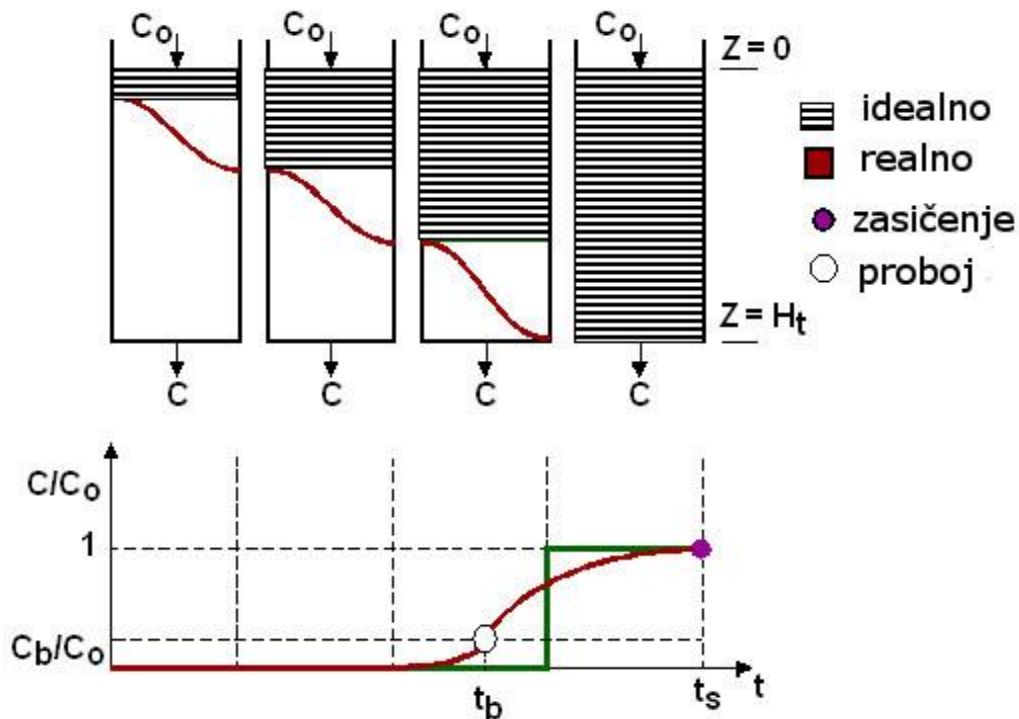 Co Co Co Co Z = 0
idealno
realno
zasičenje
proboj
Z = Ht
C C C C
C/Co
1
Cb/Co
tb ts t